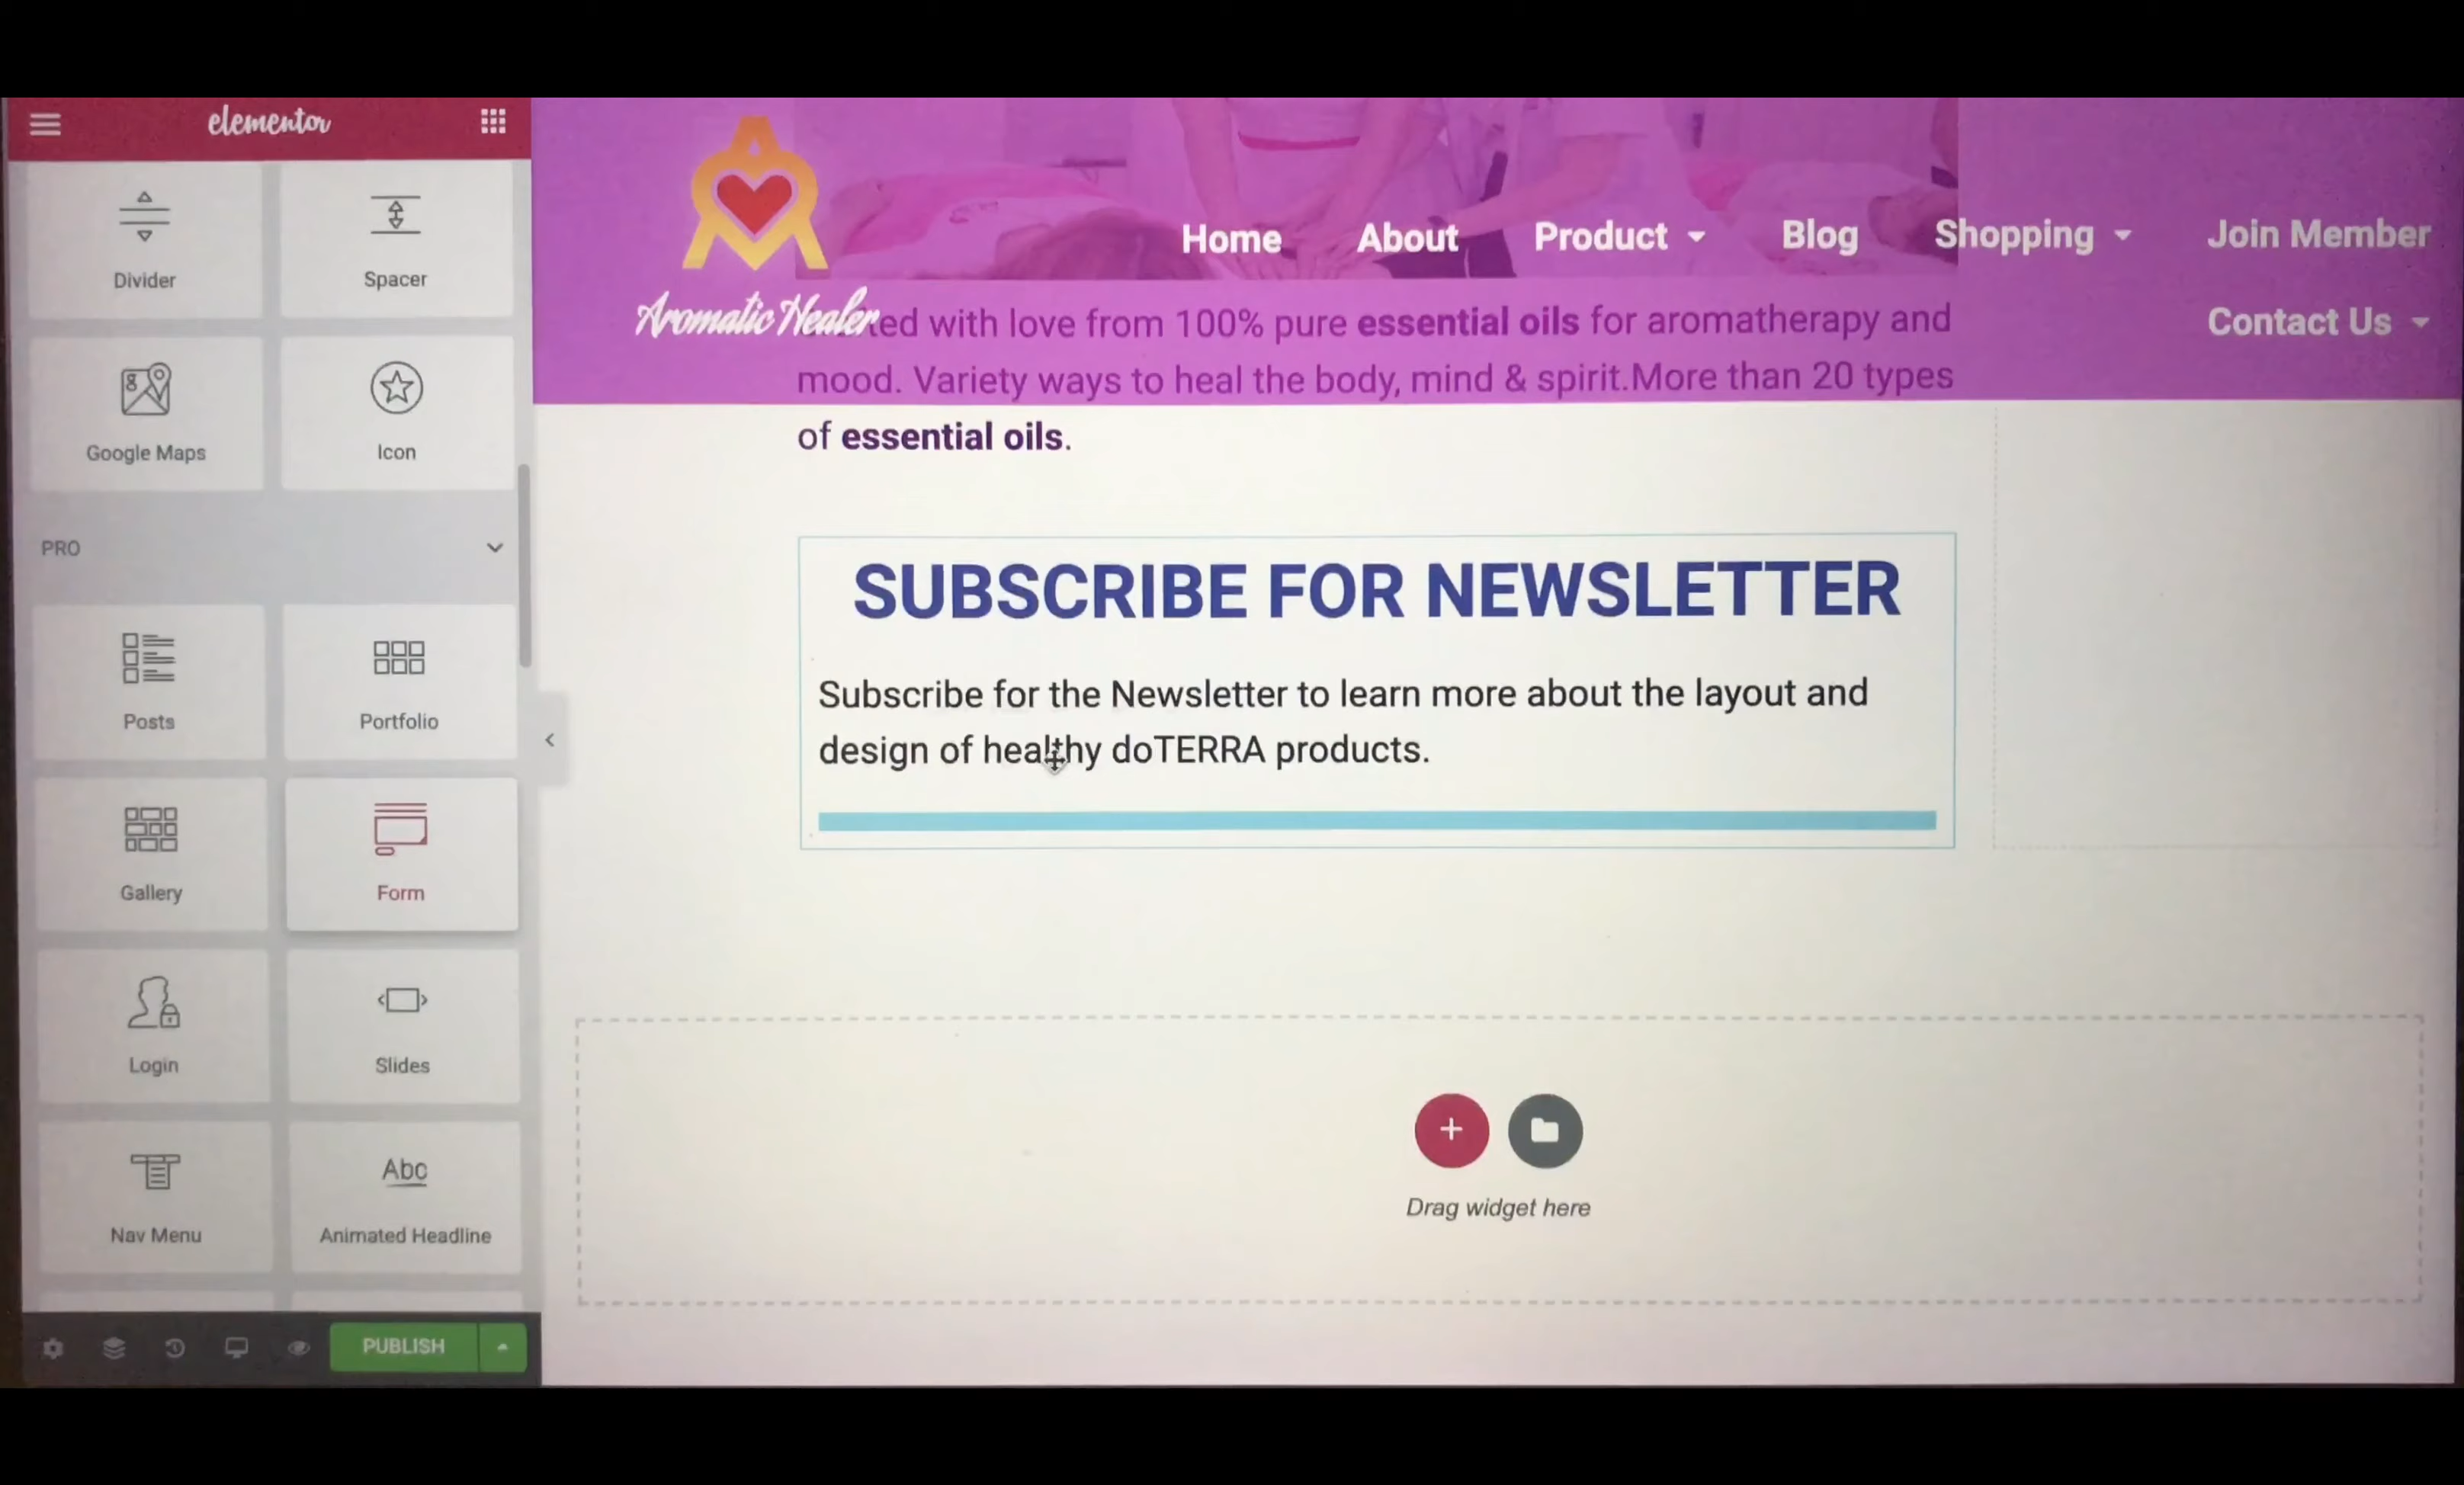 elementor
Divider
Spacer
Google Maps
Icon
PRO
Posts
Portfolio
Gallery
Form
Login
Slides
Nav Menu
Abc
Animated Headline
PUBLISH
Home
About
Product
Blog
Shopping
Join Member
Contact Us
Aromatic Healer
ted with love from 100% pure essential oils for aromatherapy and
mood. Variety ways to heal the body, mind & spirit.More than 20 types
of essential oils.
SUBSCRIBE FOR NEWSLETTER
Subscribe for the Newsletter to learn more about the layout and
design of healthy doTERRA products.
Drag widget here